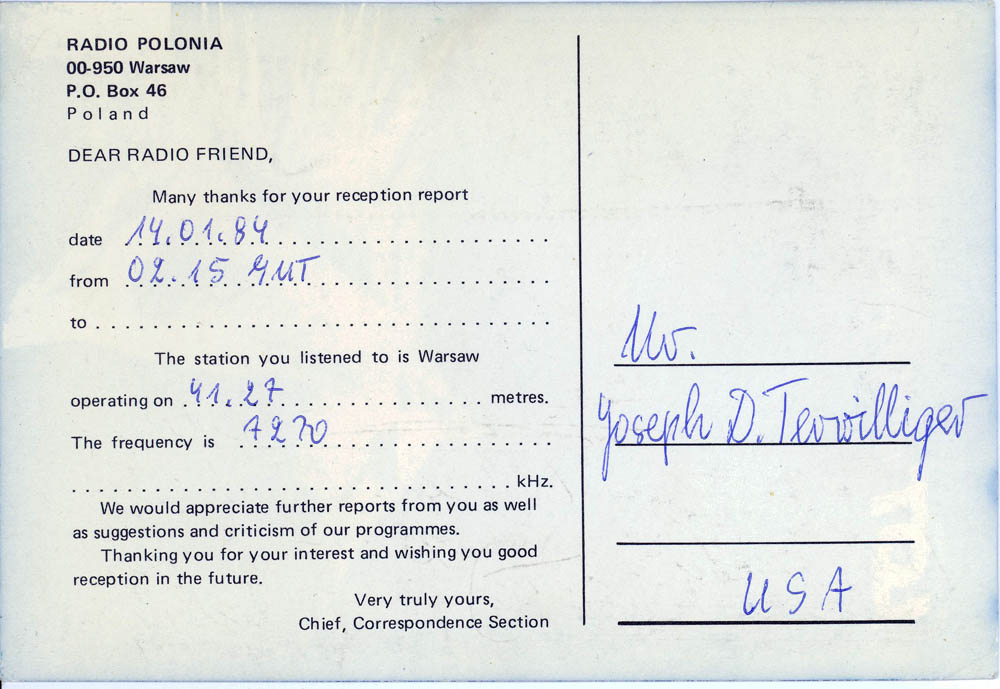 RADIO POLONIA
00-950 Warsaw
P.O. Box 46
Poland
DEAR RADIO FRIEND,
Many thanks for your reception report
date 14.01.84
from 02.15 GMT
to
The station you listened to is Warsaw
operating on 41.27 metres.
The frequency is 7270
kHz.
We would appreciate further reports from you as well
as suggestions and criticism of our programmes.
Thanking you for your interest and wishing you good
reception in the future.
Very truly yours,
Chief, Correspondence Section
Mr.
Joseph D. Terwilliger
USA